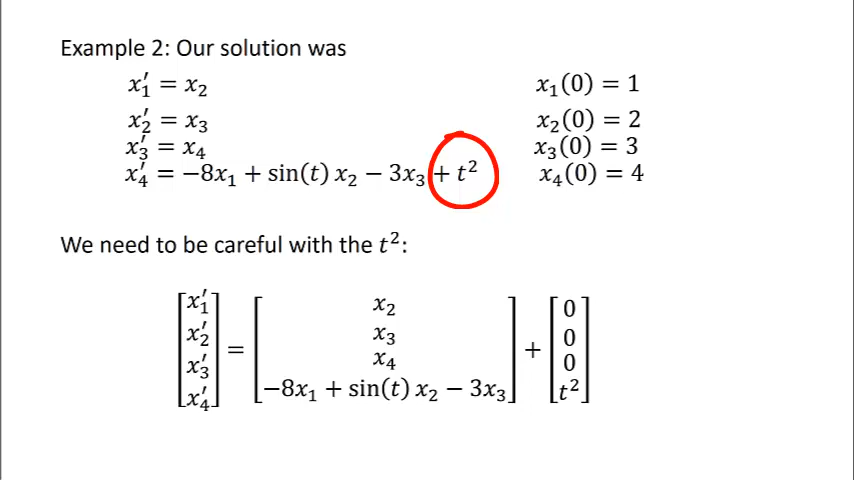 Example 2: Our solution was
x₁′ = x₂ x₁(0) = 1
x₂′ = x₃ x₂(0) = 2
x₃′ = x₄ x₃(0) = 3
x₄′ = −8x₁ + sin(t) x₂ − 3x₃ + t² x₄(0) = 4
We need to be careful with the t²:
[x₁′] = [x₂] + [0]
[x₂′] [x₃] [0]
[x₃′] [x₄] [0]
[x₄′] [−8x₁ + sin(t) x₂ − 3x₃] [t²]